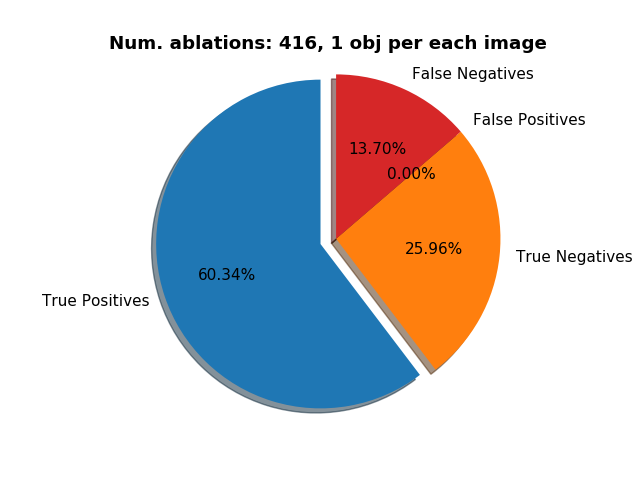 Num. ablations: 416, 1 obj per each image
False Negatives
False Positives
13.70%
0.00%
25.96%
True Negatives
60.34%
True Positives